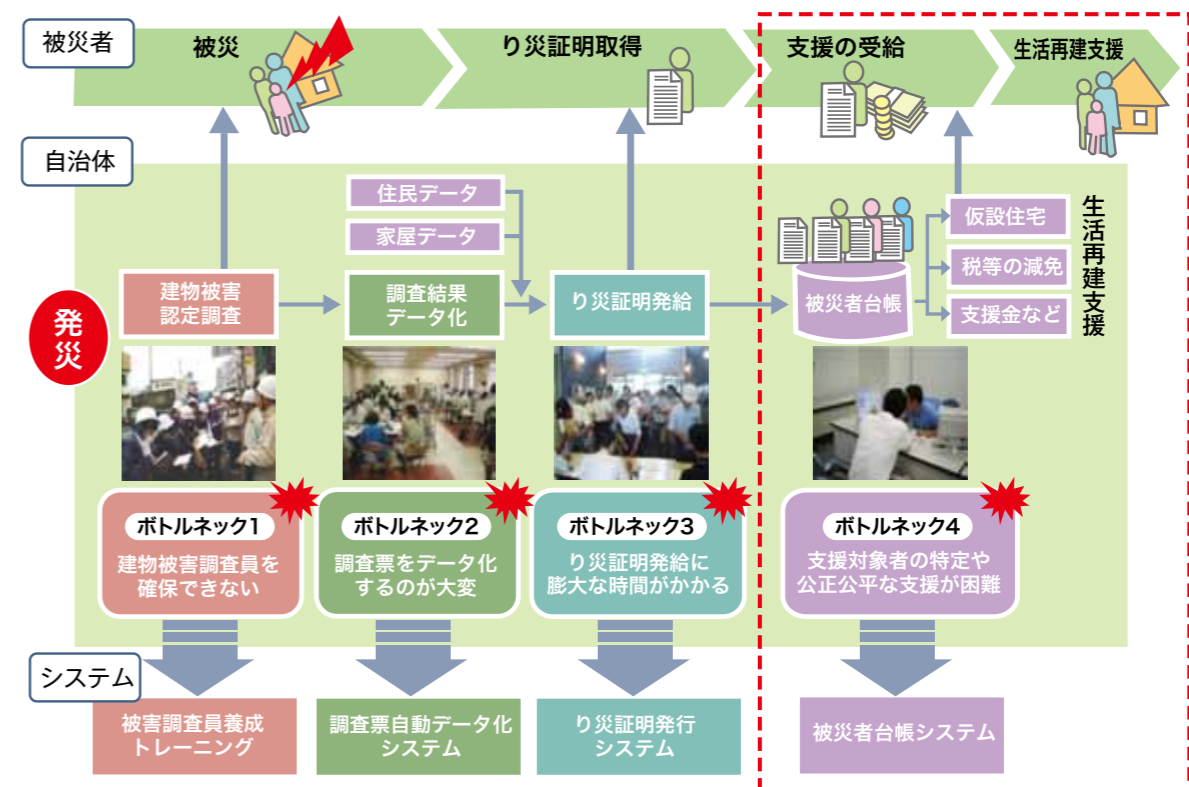 被災者
被災
り災証明取得
支援の受給
生活再建支援
自治体
住民データ
家屋データ
発災
建物被害
認定調査
調査結果
データ化
り災証明発給
被災者台帳
仮設住宅
税等の減免
支援金など
生活再建支援
ボトルネック1
建物被害調査員を
確保できない
ボトルネック2
調査票をデータ化
するのが大変
ボトルネック3
り災証明発給に
膨大な時間がかかる
ボトルネック4
支援対象者の特定や
公正公平な支援が困難
システム
被害調査員養成
トレーニング
調査票自動データ化
システム
り災証明発行
システム
被災者台帳システム